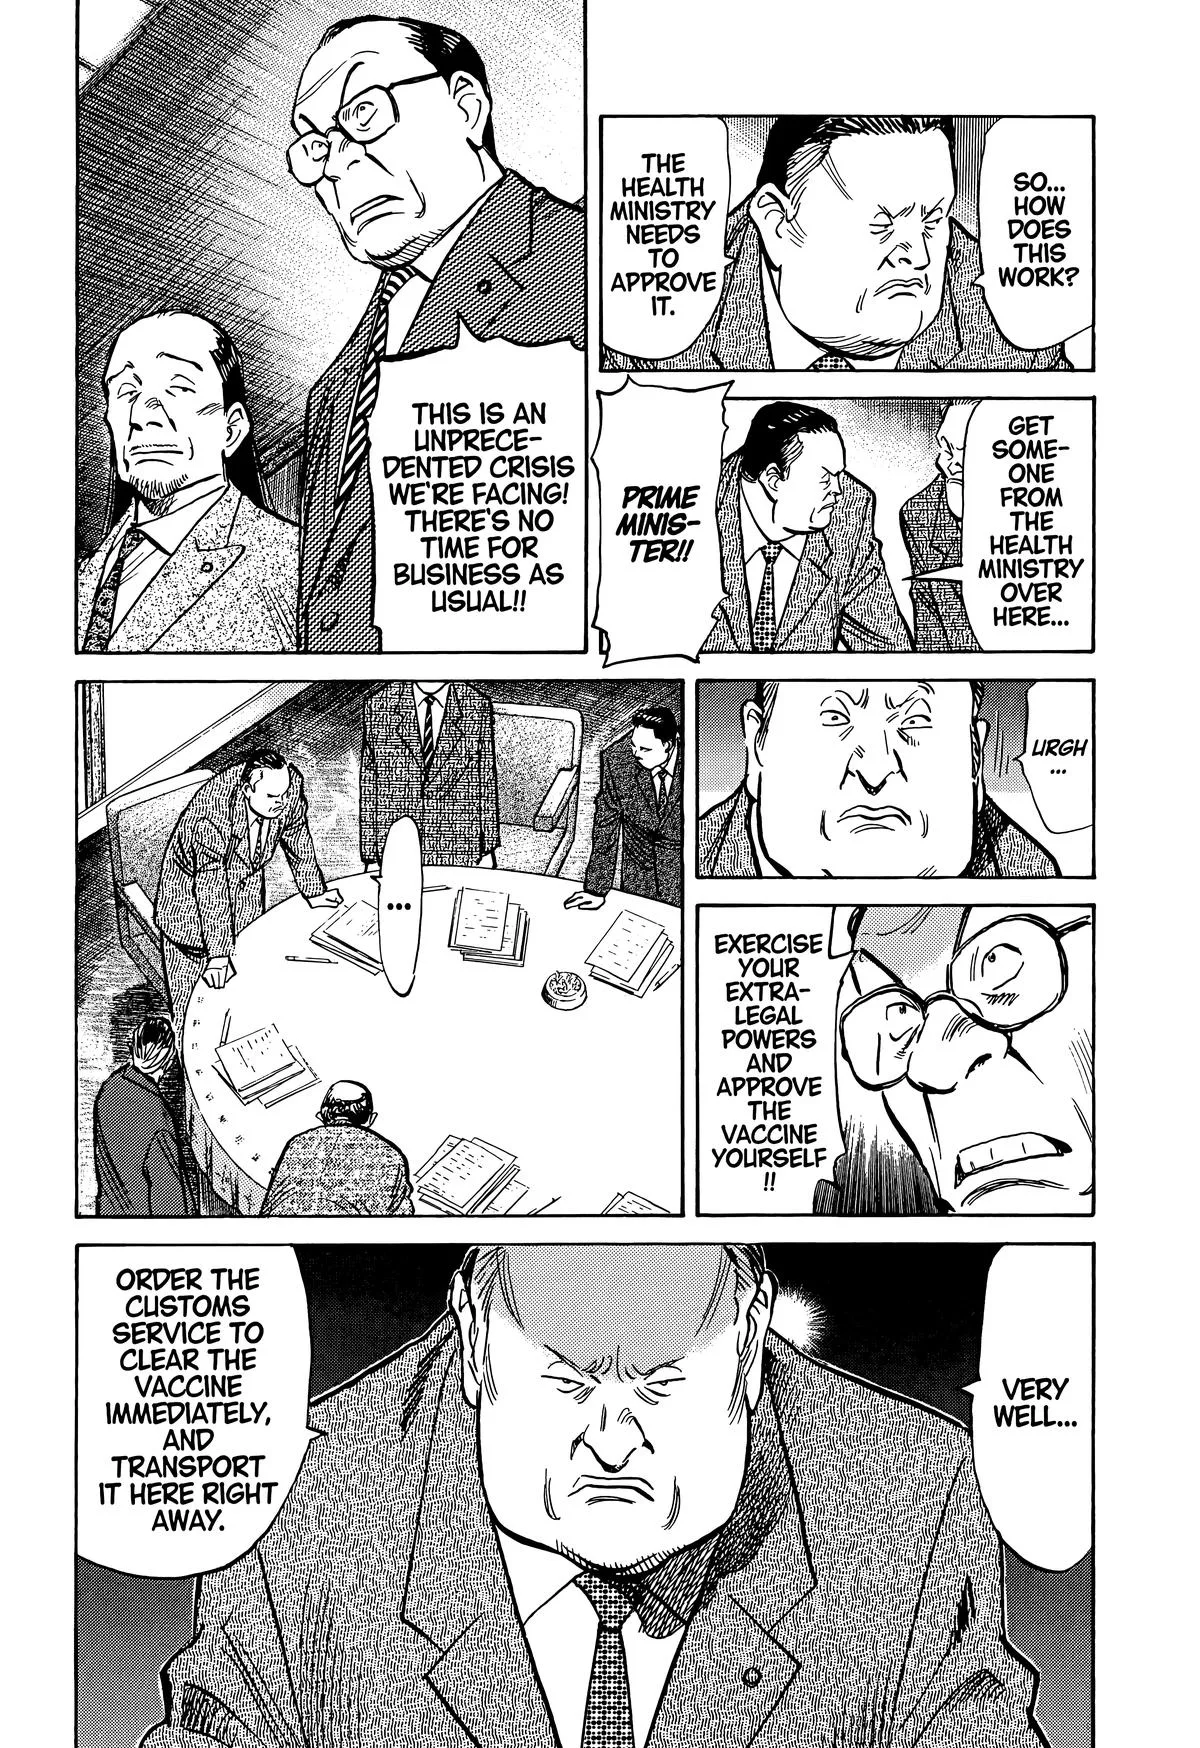 SO...
HOW
DOES
THIS
WORK?
THE
HEALTH
MINISTRY
NEEDS
TO
APPROVE
IT.
GET
SOME-
ONE
FROM
THE
HEALTH
MINISTRY
OVER
HERE...
PRIME
MINIS-
TER!!
THIS IS AN
UNPRECE-
DENTED CRISIS
WE'RE FACING!
THERE'S NO
TIME FOR
BUSINESS AS
USUAL!!
URGH
...
EXERCISE
YOUR
EXTRA-
LEGAL
POWERS
AND
APPROVE
THE
VACCINE
YOURSELF
!!
...
VERY
WELL...
ORDER THE
CUSTOMS
SERVICE TO
CLEAR THE
VACCINE
IMMEDIATELY,
AND
TRANSPORT
IT HERE RIGHT
AWAY.